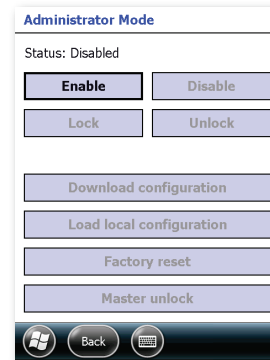 Administrator Mode
Status: Disabled
Enable Disable
Lock Unlock
Download configuration
Load local configuration
Factory reset
Master unlock
Back